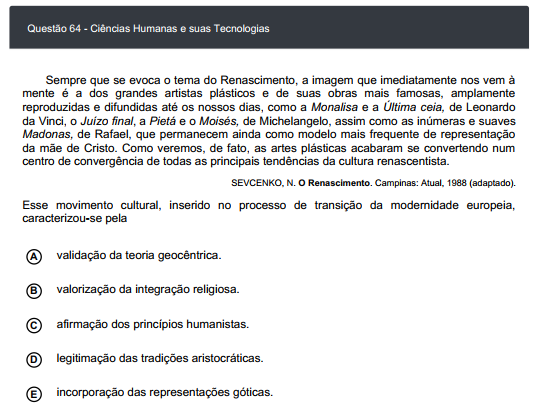 Questão 64 - Ciências Humanas e suas Tecnologias
Sempre que se evoca o tema do Renascimento, a imagem que imediatamente nos vem à
mente é a dos grandes artistas plásticos e de suas obras mais famosas, amplamente
reproduzidas e difundidas até os nossos dias, como a Monalisa e a Última ceia, de Leonardo
da Vinci, o Juízo final, a Pietá e o Moisés, de Michelangelo, assim como as inúmeras e suaves
Madonas, de Rafael, que permanecem ainda como modelo mais frequente de representação
da mãe de Cristo. Como veremos, de fato, as artes plásticas acabaram se convertendo num
centro de convergência de todas as principais tendências da cultura renascentista.
SEVCENKO, N. O Renascimento. Campinas: Atual, 1988 (adaptado).
Esse movimento cultural, inserido no processo de transição da modernidade europeia,
caracterizou-se pela
A validação da teoria geocêntrica.
B valorização da integração religiosa.
C afirmação dos princípios humanistas.
D legitimação das tradições aristocráticas.
E incorporação das representações góticas.